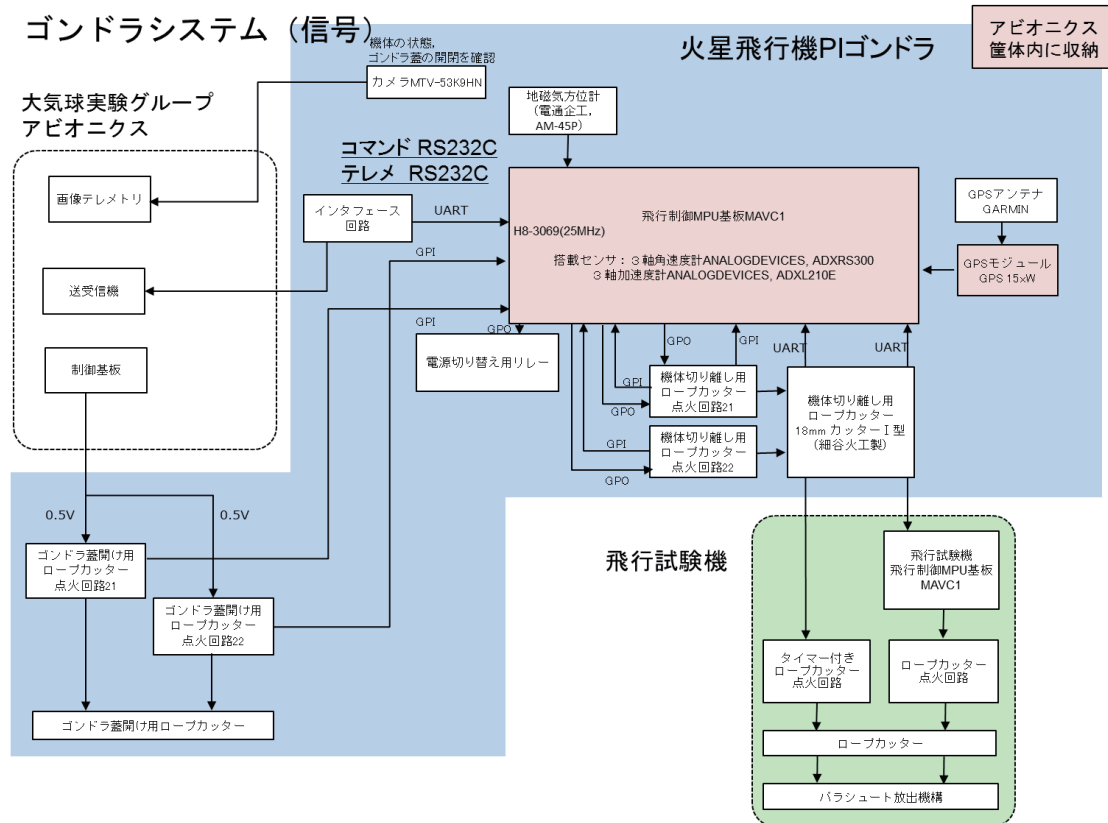 ゴンドラシステム（信号）
機体の状態,
ゴンドラ蓋の開閉を確認
カメラMTV-53K9HN
火星飛行機PIゴンドラ
アビオニクス
筐体内に収納
大気球実験グループ
アビオニクス
画像テレメトリ
送受信機
制御基板
地磁気方位計
（電通企工,
AM-45P）
コマンド RS232C
テレメ RS232C
インタフェース
回路
UART
GPI
GPI
飛行制御MPU基板MAVC1
H8-3069(25MHz)
搭載センサ：３軸角速度計ANALOGDEVICES, ADXRS300
３軸加速度計ANALOGDEVICES, ADXL210E
GPSアンテナ
GARMIN
GPSモジュール
GPS 15xW
GPO
電源切り替え用リレー
GPO
GPI
UART
UART
GPI
GPO
機体切り離し用
ロープカッター
点火回路21
GPI
GPO
機体切り離し用
ロープカッター
点火回路22
機体切り離し用
ロープカッター
18mm カッターⅠ型
（細谷火工製）
0.5V
0.5V
ゴンドラ蓋開け用
ロープカッター
点火回路21
ゴンドラ蓋開け用
ロープカッター
点火回路22
ゴンドラ蓋開け用ロープカッター
飛行試験機
飛行試験機
飛行制御MPU基板
MAVC1
タイマー付き
ロープカッター
点火回路
ロープカッター
点火回路
ロープカッター
パラシュート放出機構